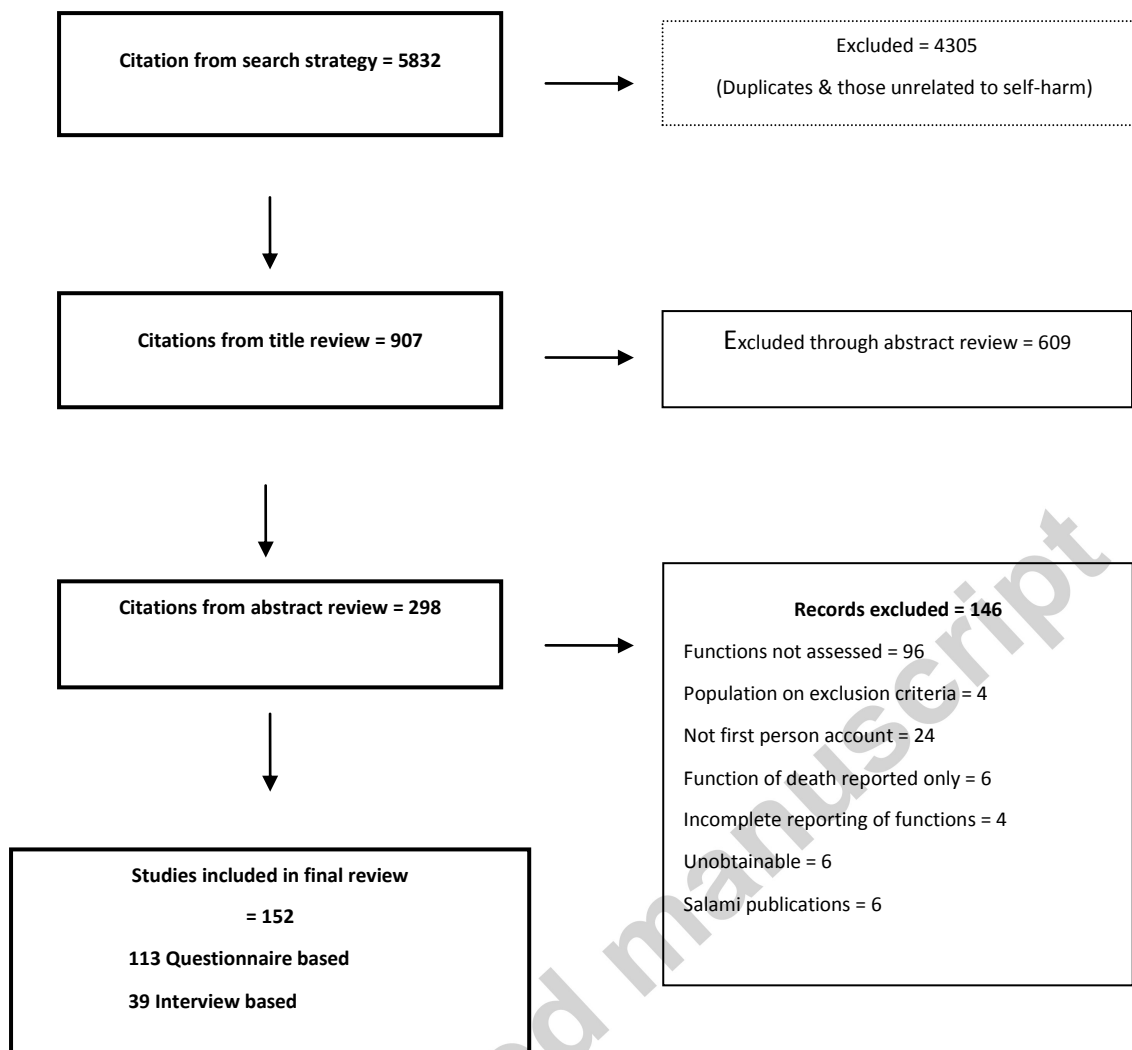 Citation from search strategy = 5832
Excluded = 4305
(Duplicates & those unrelated to self-harm)
Citations from title review = 907
Excluded through abstract review = 609
Citations from abstract review = 298
Records excluded = 146
Functions not assessed = 96
Population on exclusion criteria = 4
Not first person account = 24
Function of death reported only = 6
Incomplete reporting of functions = 4
Unobtainable = 6
Salami publications = 6
Studies included in final review
= 152
113 Questionnaire based
39 Interview based
ed manuscript